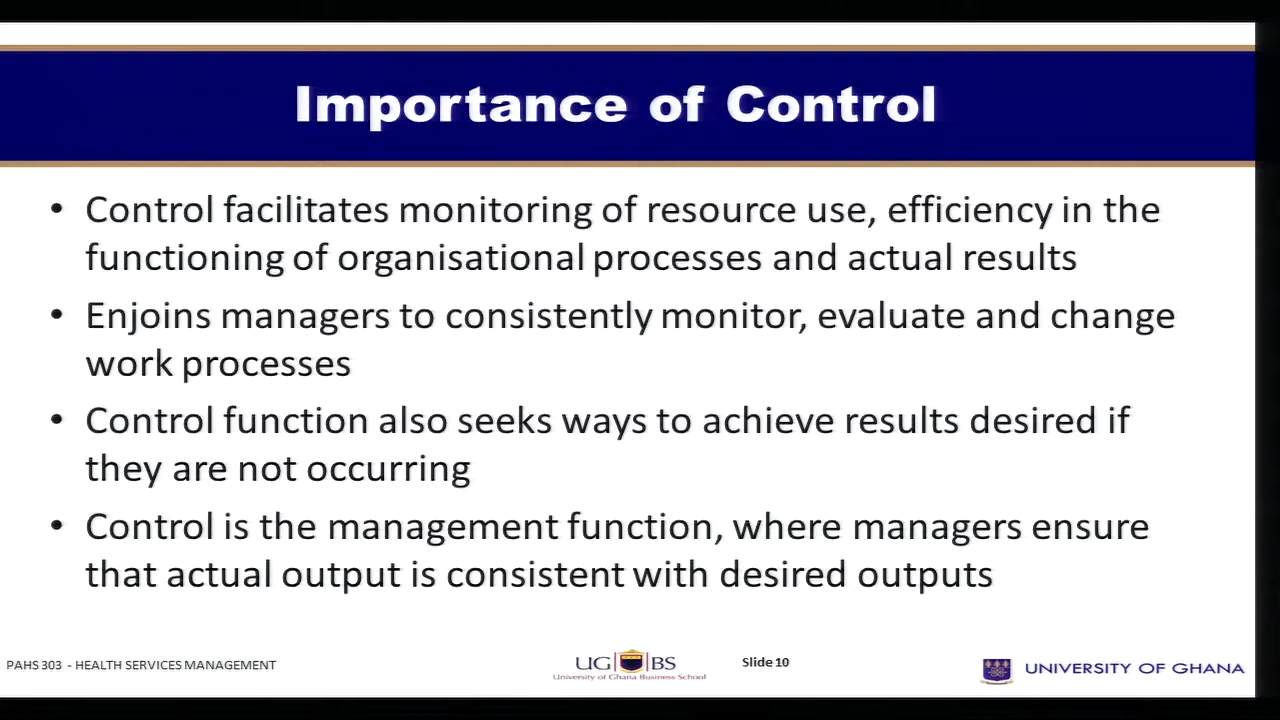 Importance of Control
• Control facilitates monitoring of resource use, efficiency in the
functioning of organisational processes and actual results
• Enjoins managers to consistently monitor, evaluate and change
work processes
• Control function also seeks ways to achieve results desired if
they are not occurring
• Control is the management function, where managers ensure
that actual output is consistent with desired outputs
PAHS 303 - HEALTH SERVICES MANAGEMENT
UG BS
University of Ghana Business School
Slide 10
UNIVERSITY OF GHANA